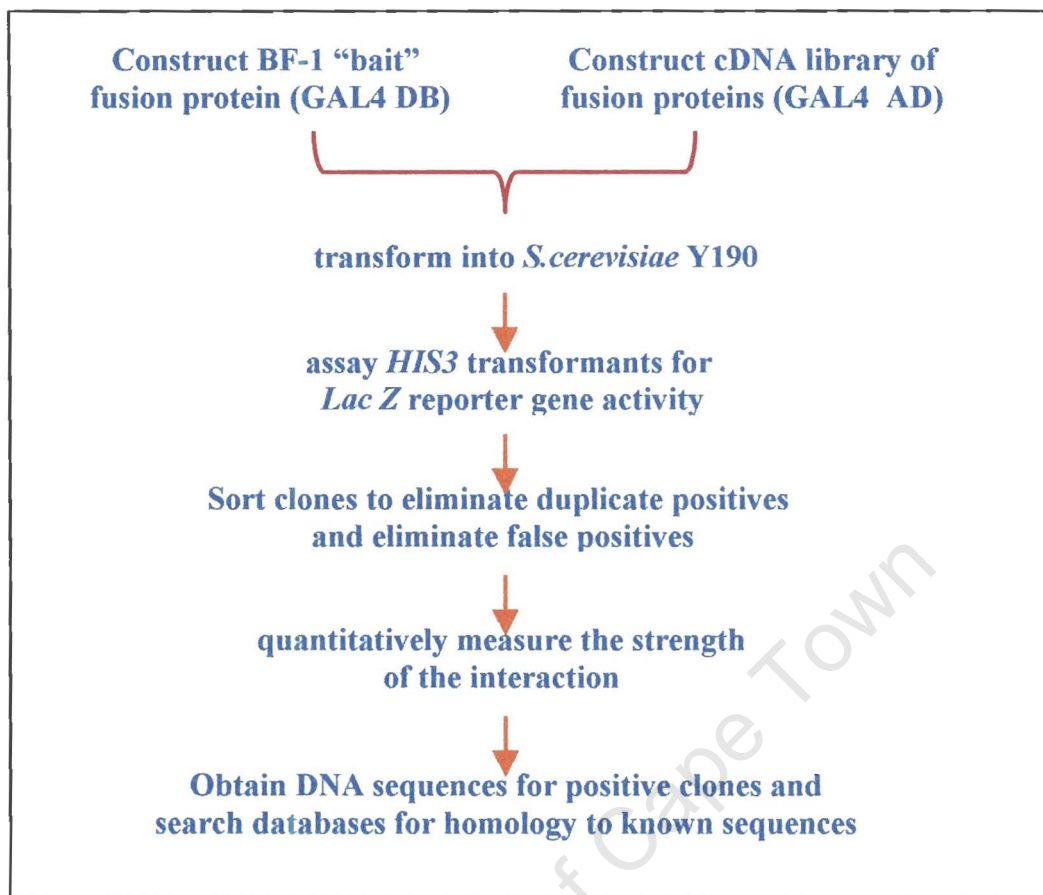 Construct BF-1 “bait”
fusion protein (GAL4 DB)
Construct cDNA library of
fusion proteins (GAL4 AD)
transform into S.cerevisiae Y190
assay HIS3 transformants for
Lac Z reporter gene activity
Sort clones to eliminate duplicate positives
and eliminate false positives
quantitatively measure the strength
of the interaction
Obtain DNA sequences for positive clones and
search databases for homology to known sequences
of Cape Town